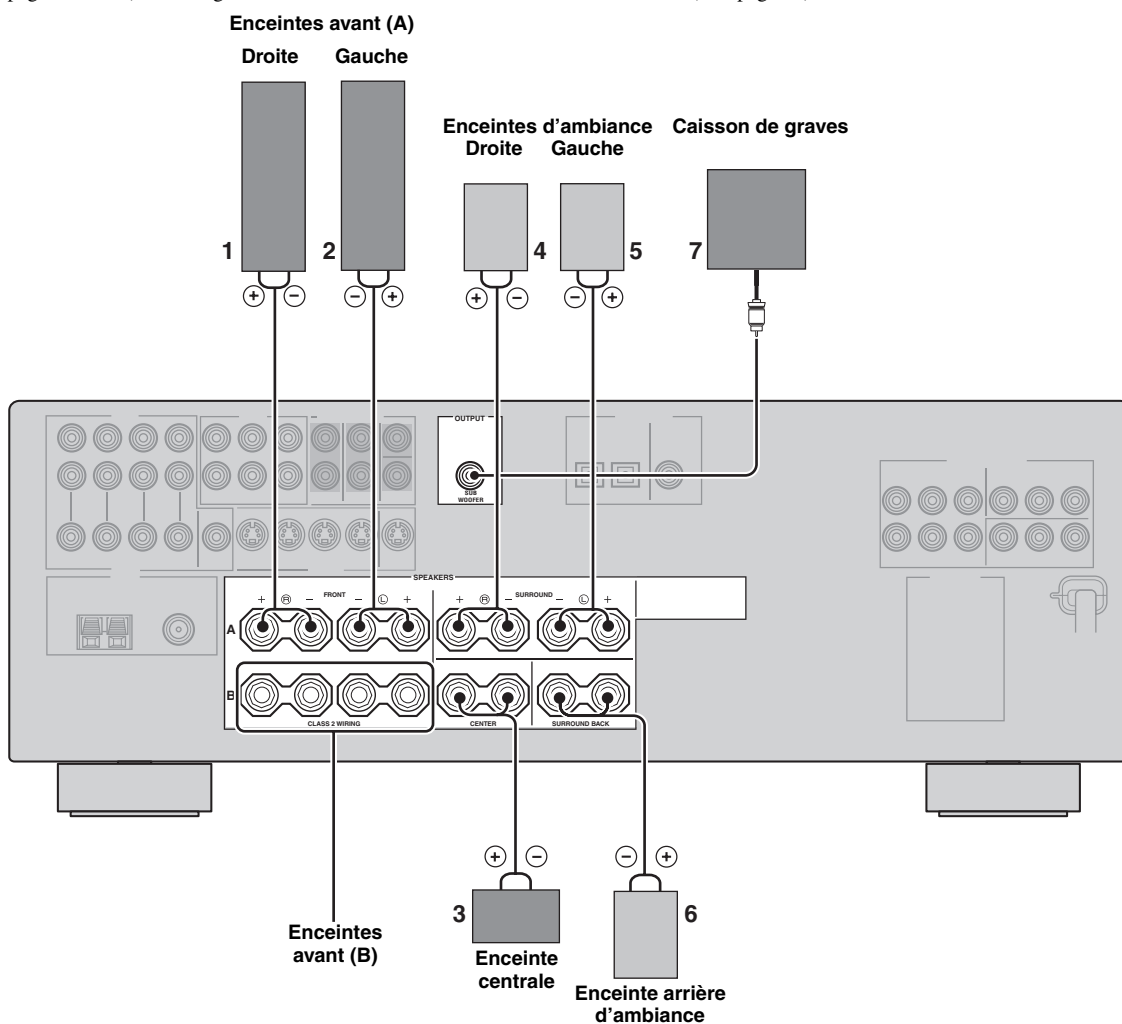 Enceintes avant (A)
Droite Gauche
Enceintes d'ambiance
Droite Gauche
Caisson de graves
1
2
4
5
7
+ − − +
+ − − +
OUTPUT
SUB
WOOFER
SPEAKERS
+ R − FRONT − L +
+ R − SURROUND − L +
A
B
CLASS 2 WIRING
CENTER
SURROUND BACK
+ −
− +
3
6
Enceintes
avant (B)
Enceinte
centrale
Enceinte arrière
d'ambiance